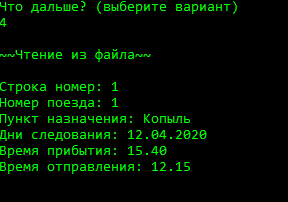 Что дальше? (выберите вариант)
4
~~Чтение из файла~~
Строка номер: 1
Номер поезда: 1
Пункт назначения: Копыль
Дни следования: 12.04.2020
Время прибытия: 15.40
Время отправления: 12.15